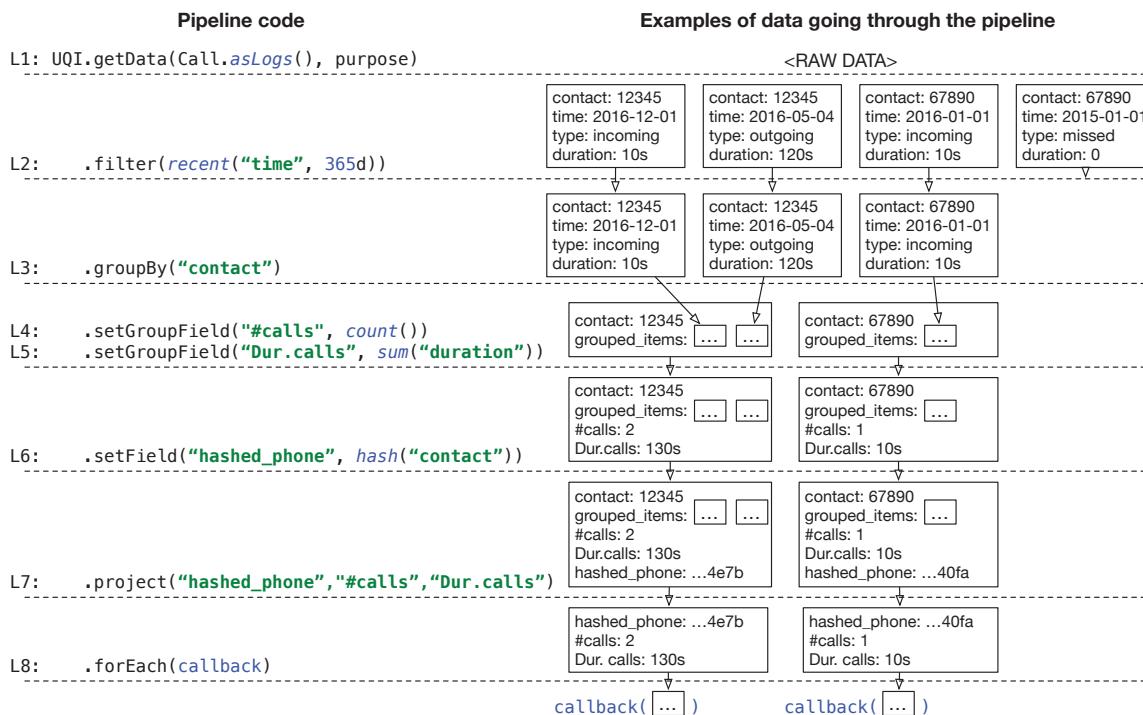 Pipeline code
Examples of data going through the pipeline
L1: UQI.getData(Call.asLogs(), purpose)
<RAW DATA>
contact: 12345
time: 2016-12-01
type: incoming
duration: 10s
contact: 12345
time: 2016-05-04
type: outgoing
duration: 120s
contact: 67890
time: 2016-01-01
type: incoming
duration: 10s
contact: 67890
time: 2015-01-01
type: missed
duration: 0
L2: .filter(recent(“time”, 365d))
contact: 12345
time: 2016-12-01
type: incoming
duration: 10s
contact: 12345
time: 2016-05-04
type: outgoing
duration: 120s
contact: 67890
time: 2016-01-01
type: incoming
duration: 10s
L3: .groupBy(“contact”)
L4: .setGroupField("#calls", count())
L5: .setGroupField(“Dur.calls”, sum(“duration”))
contact: 12345
grouped_items: ... ...
contact: 67890
grouped_items: ...
contact: 12345
grouped_items: ... ...
#calls: 2
Dur.calls: 130s
contact: 67890
grouped_items: ...
#calls: 1
Dur.calls: 10s
L6: .setField(“hashed_phone”, hash(“contact”))
contact: 12345
grouped_items: ... ...
#calls: 2
Dur.calls: 130s
hashed_phone: ...4e7b
contact: 67890
grouped_items: ...
#calls: 1
Dur.calls: 10s
hashed_phone: ...40fa
L7: .project(“hashed_phone”,"#calls",“Dur.calls”)
hashed_phone: ...4e7b
#calls: 2
Dur. calls: 130s
hashed_phone: ...40fa
#calls: 1
Dur. calls: 10s
L8: .forEach(callback)
callback( ... )
callback( ... )